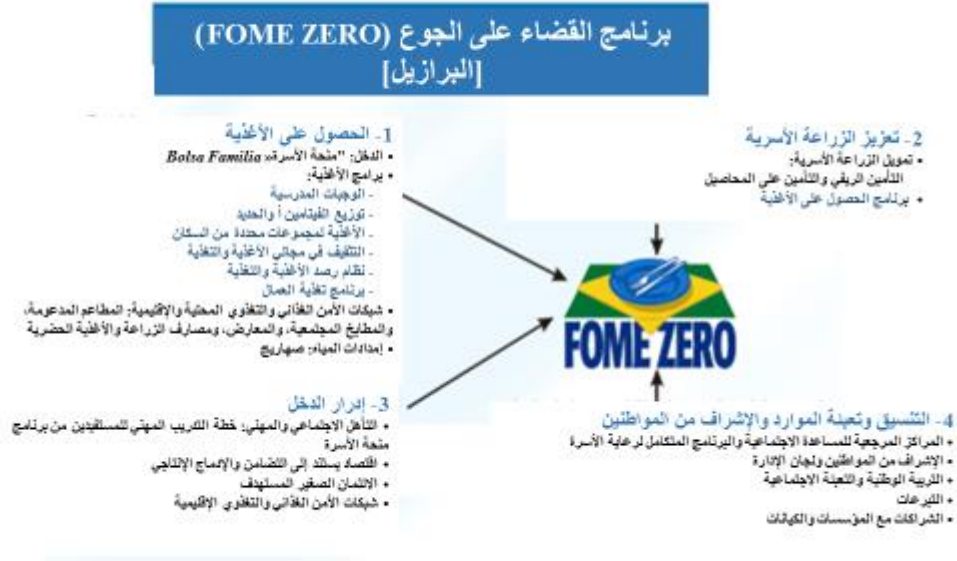 برنامج القضاء على الجوع (FOME ZERO)
[البرازيل]
1- الحصول على الأغذية
• الدخل: "منحة الأسرة» Bolsa Familia
• برامج الأغذية:
- الوجبات المدرسية
- توزيع الفيتامين أ والحديد
- الأغذية لمجموعات محددة من السكان
- التثقيف في مجالي الأغذية والتغذية
- نظام رصد الأغذية والتغذية
- برنامج تغذية العمال
• شبكات الأمن الغذائي والتغذوي المحلية والإقليمية: المطاعم المدعومة،
والمطابخ المجتمعية، والمعارض، ومصارف الزراعة والأغذية الحضرية
• إمدادات المياه: صهاريج
2- تعزيز الزراعة الأسرية
• تمويل الزراعة الأسرية:
التأمين الريفي والتأمين على المحاصيل
• برنامج الحصول على الأغذية
FOME ZERO
3- إدرار الدخل
• التأهل الاجتماعي والمهني: خطة التدريب المهني للمستفيدين من برنامج
منحة الأسرة
• اقتصاد يستند إلى التضامن والإدماج الإنتاجي
• الائتمان الصغير المستهدف
• شبكات الأمن الغذائي والتغذوي الإقليمية
4- التنسيق وتعبئة الموارد والإشراف من المواطنين
• المراكز المرجعية للمساعدة الاجتماعية والبرنامج المتكامل لرعاية الأسرة
• الإشراف من المواطنين ولجان الإدارة
• التربية الوطنية والتعبئة الاجتماعية
• التبرعات
• الشراكات مع المؤسسات والكيانات